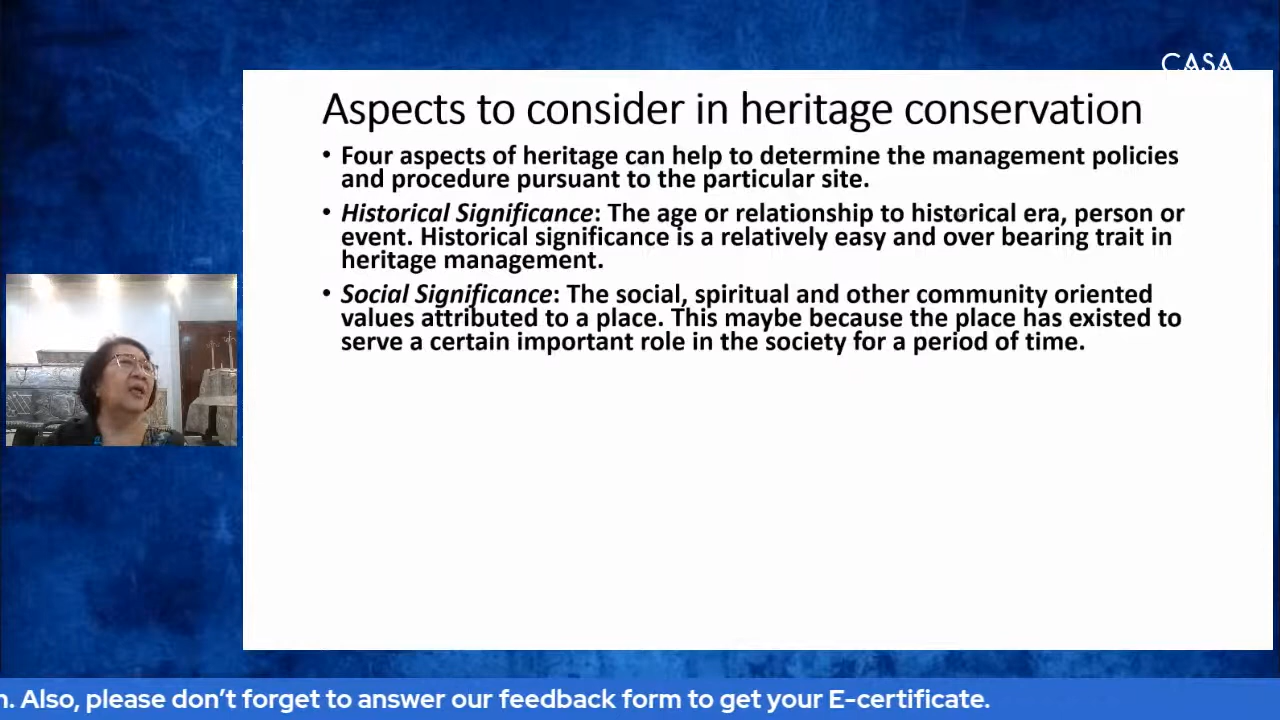 CASA
Aspects to consider in heritage conservation
• Four aspects of heritage can help to determine the management policies
and procedure pursuant to the particular site.
• Historical Significance: The age or relationship to historical era, person or
event. Historical significance is a relatively easy and over bearing trait in
heritage management.
• Social Significance: The social, spiritual and other community oriented
values attributed to a place. This maybe because the place has existed to
serve a certain important role in the society for a period of time.
Also, please don’t forget to answer our feedback form to get your E-certificate.